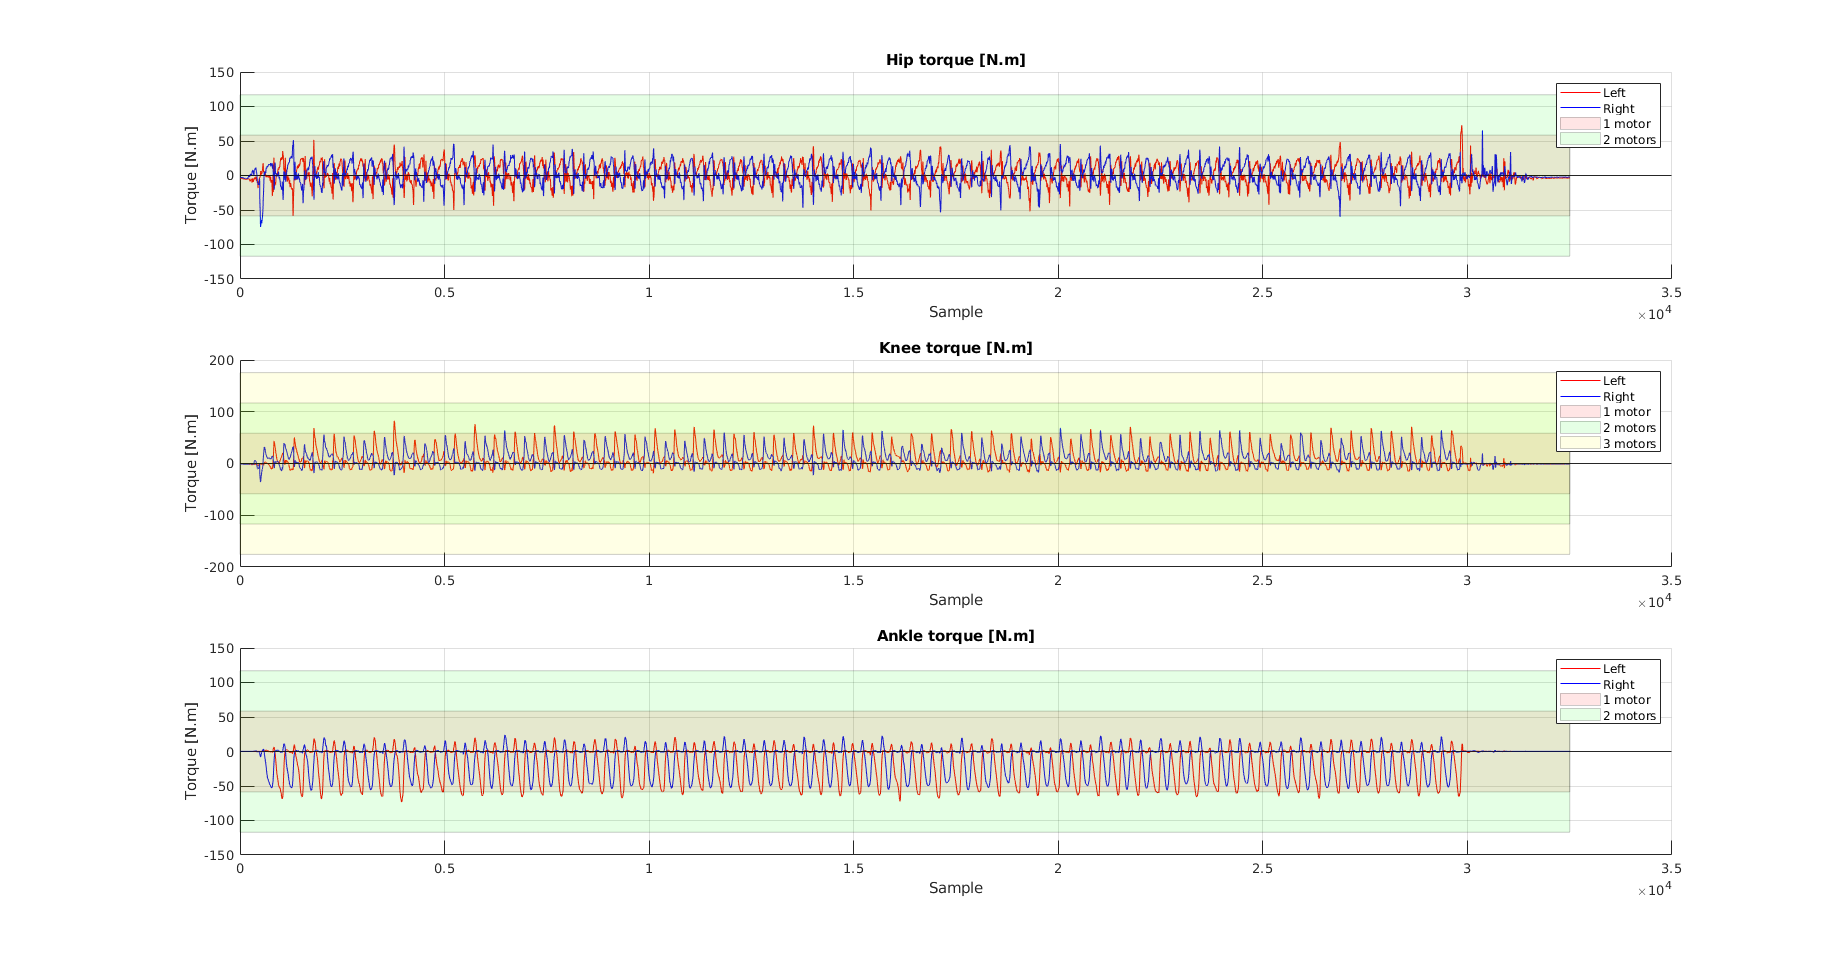 Hip torque [N.m]
Torque [N.m]
150
100
50
0
-50
-100
-150
0 0.5 1 1.5 2 2.5 3 3.5
×10^4
Sample
Left
Right
1 motor
2 motors
Knee torque [N.m]
Torque [N.m]
200
100
0
-100
-200
0 0.5 1 1.5 2 2.5 3 3.5
×10^4
Sample
Left
Right
1 motor
2 motors
3 motors
Ankle torque [N.m]
Torque [N.m]
150
100
50
0
-50
-100
-150
0 0.5 1 1.5 2 2.5 3 3.5
×10^4
Sample
Left
Right
1 motor
2 motors